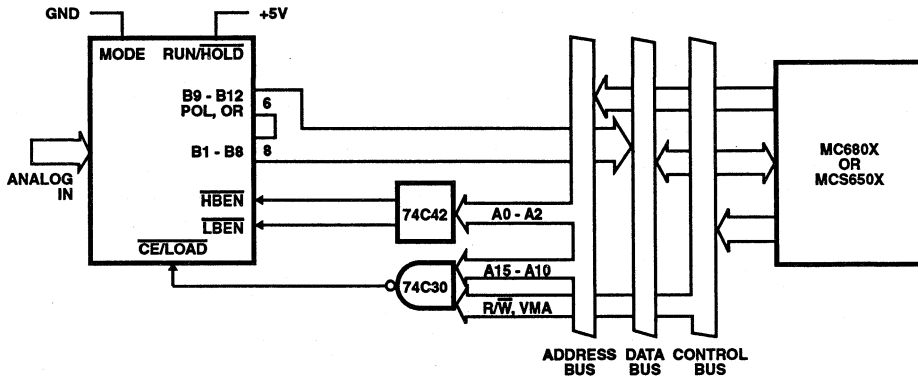 GND
+5V
MODE
RUN/HOLD
B9 - B12
POL, OR
6
B1 - B8
8
ANALOG
IN
HBEN
LBEN
CE/LOAD
74C42
A0 - A2
74C30
A15 - A10
R/W, VMA
MC680X
OR
MCS650X
ADDRESS
BUS
DATA
BUS
CONTROL
BUS